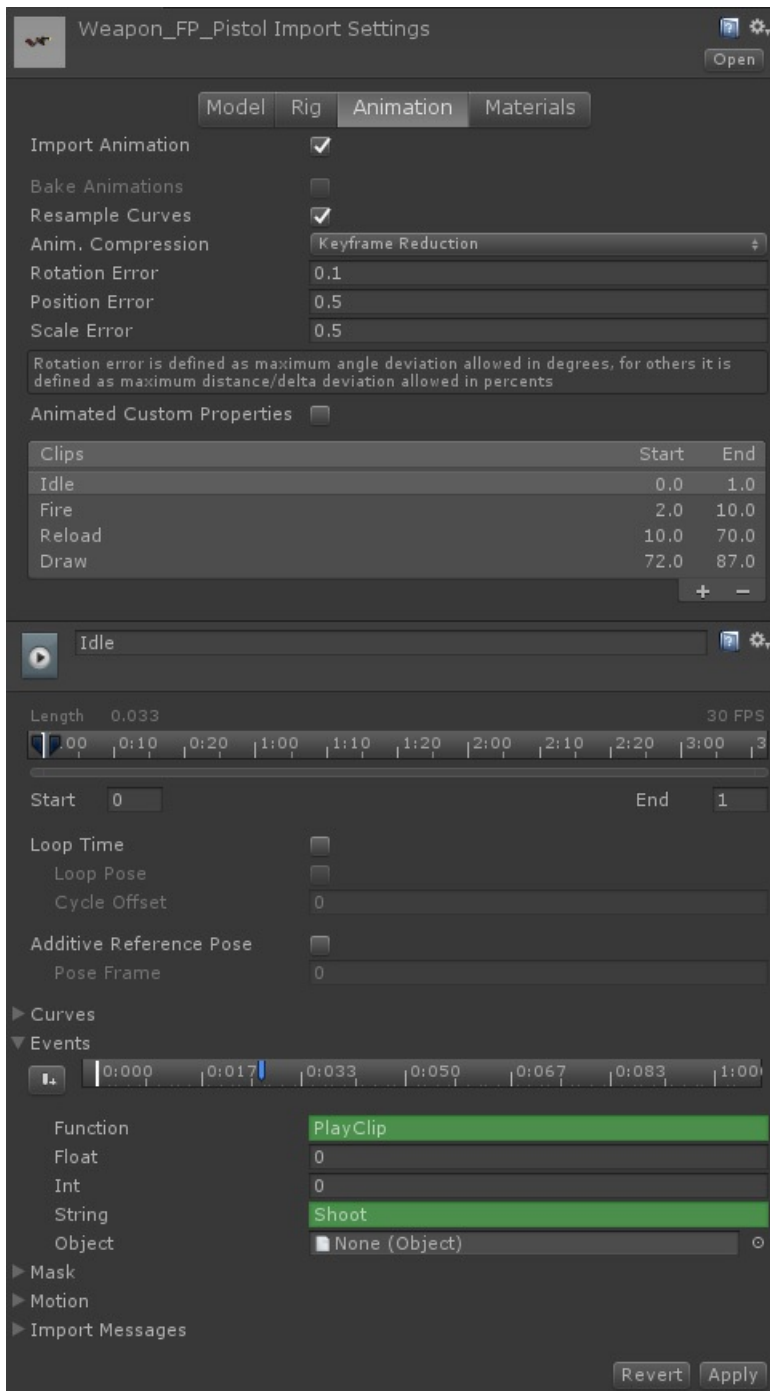 Weapon_FP_Pistol Import Settings
Open
Model Rig Animation Materials
Import Animation
Bake Animations
Resample Curves
Anim. Compression Keyframe Reduction
Rotation Error 0.1
Position Error 0.5
Scale Error 0.5
Rotation error is defined as maximum angle deviation allowed in degrees, for others it is
defined as maximum distance/delta deviation allowed in percents
Animated Custom Properties
Clips Start End
Idle 0.0 1.0
Fire 2.0 10.0
Reload 10.0 70.0
Draw 72.0 87.0
+ −
Idle
Length 0.033 30 FPS
:00 0:10 0:20 1:00 1:10 1:20 2:00 2:10 2:20 3:00 3
Start 0 End 1
Loop Time
Loop Pose
Cycle Offset 0
Additive Reference Pose
Pose Frame 0
Curves
Events
0:000 0:017 0:033 0:050 0:067 0:083 1:00
Function PlayClip
Float 0
Int 0
String Shoot
Object None (Object)
Mask
Motion
Import Messages
Revert Apply